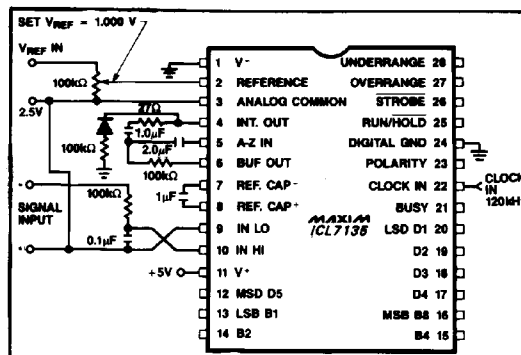 SET VREF = 1.000 V
VREF IN
100kΩ
2.5V
27Ω
1.0µF
2.0µF
100kΩ
100kΩ
100kΩ
1µF
SIGNAL
INPUT
0.1µF
+5V
1 V-
2 REFERENCE
3 ANALOG COMMON
4 INT. OUT
5 A-Z IN
6 BUF OUT
7 REF. CAP-
8 REF. CAP+
9 IN LO
10 IN HI
11 V+
12 MSD D5
13 LSB B1
14 B2
MAXIM
ICL7135
UNDERRANGE 28
OVERRANGE 27
STROBE 26
RUN/HOLD 25
DIGITAL GND 24
POLARITY 23
CLOCK IN 22
BUSY 21
LSD D1 20
D2 19
D3 18
D4 17
MSB B8 16
B4 15
CLOCK
IN
120kHz